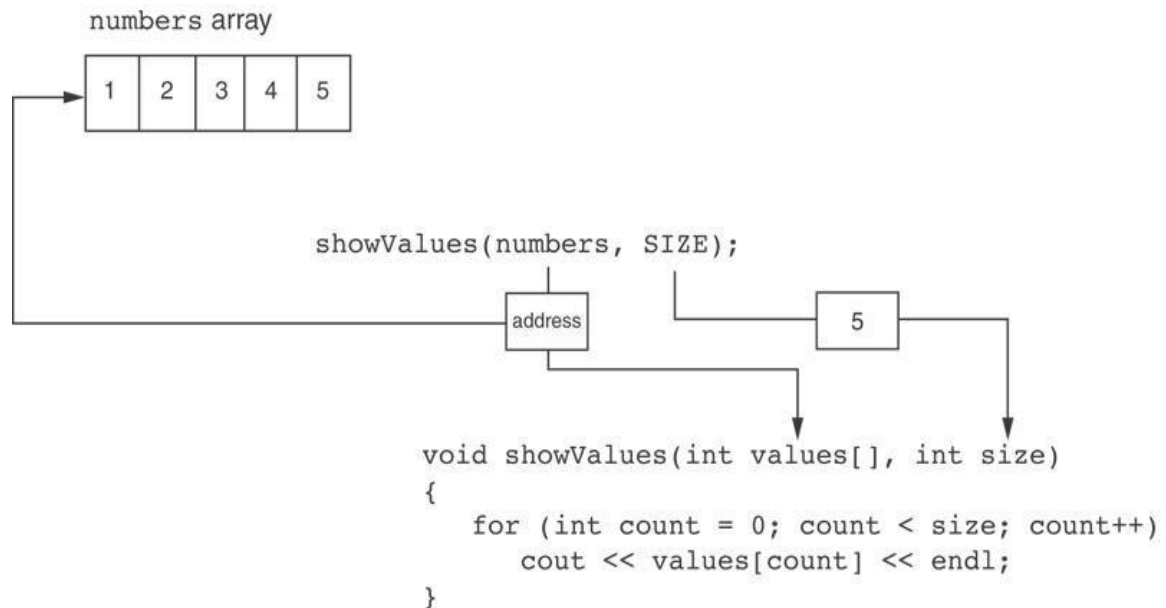 numbers array
1 2 3 4 5
showValues(numbers, SIZE);
address
5
void showValues(int values[], int size)
{
for (int count = 0; count < size; count++)
cout << values[count] << endl;
}